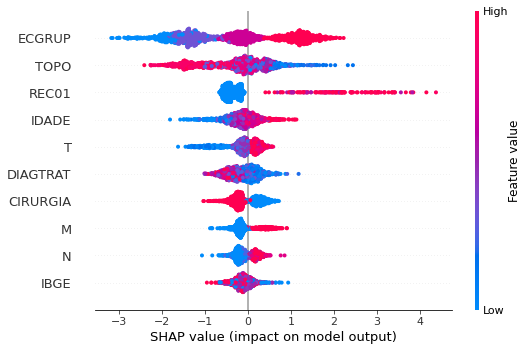 High
ECGRUP
TOPO
REC01
IDADE
T
DIAGTRAT
CIRURGIA
M
N
IBGE
Feature value
Low
−3 −2 −1 0 1 2 3 4
SHAP value (impact on model output)